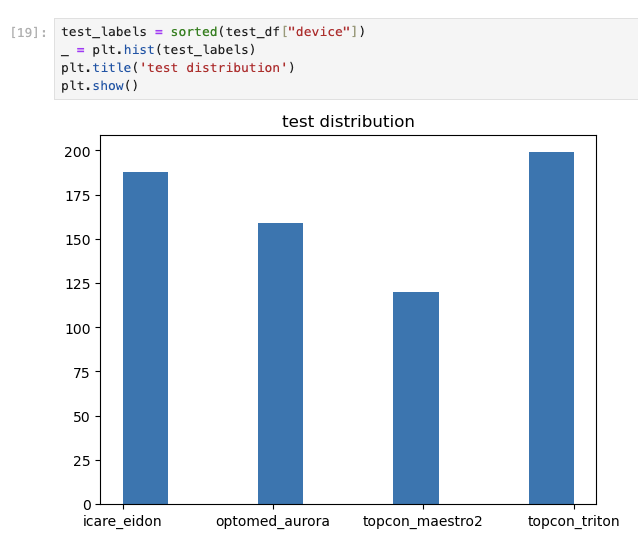 [19]: test_labels = sorted(test_df["device"])
_ = plt.hist(test_labels)
plt.title('test distribution')
plt.show()
test distribution
200
175
150
125
100
75
50
25
0
icare_eidon optomed_aurora topcon_maestro2 topcon_triton